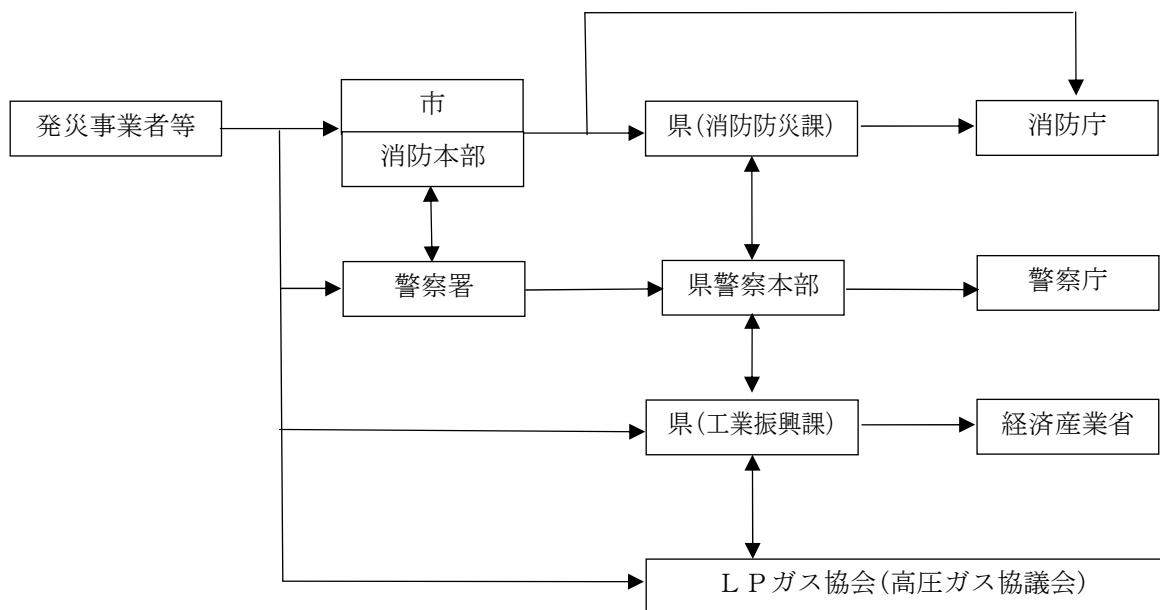 発災事業者等
市
消防本部
県(消防防災課)
消防庁
警察署
県警察本部
警察庁
県(工業振興課)
経済産業省
ＬＰガス協会(高圧ガス協議会)